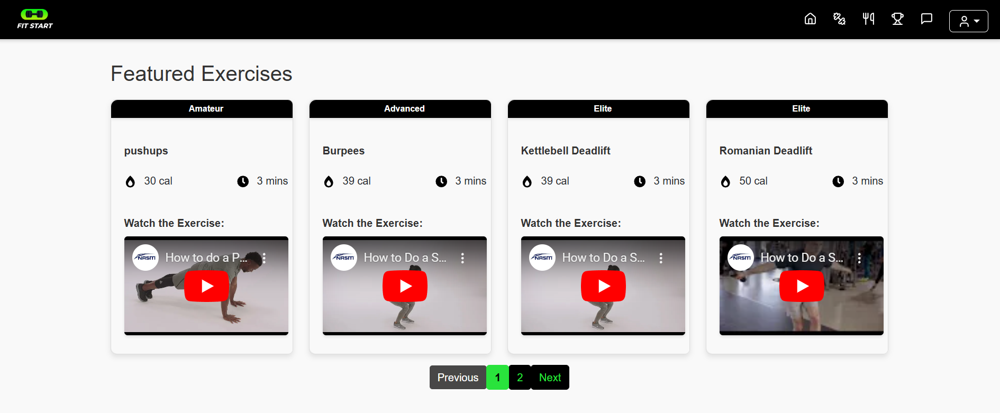 FIT START
Featured Exercises
Amateur
pushups
30 cal
3 mins
Watch the Exercise:
NASM
How to do a P...
Advanced
Burpees
39 cal
3 mins
Watch the Exercise:
NASM
How to Do a S...
Elite
Kettlebell Deadlift
39 cal
3 mins
Watch the Exercise:
NASM
How to Do a S...
Elite
Romanian Deadlift
50 cal
3 mins
Watch the Exercise:
NASM
How to Do a S...
Previous 1 2 Next